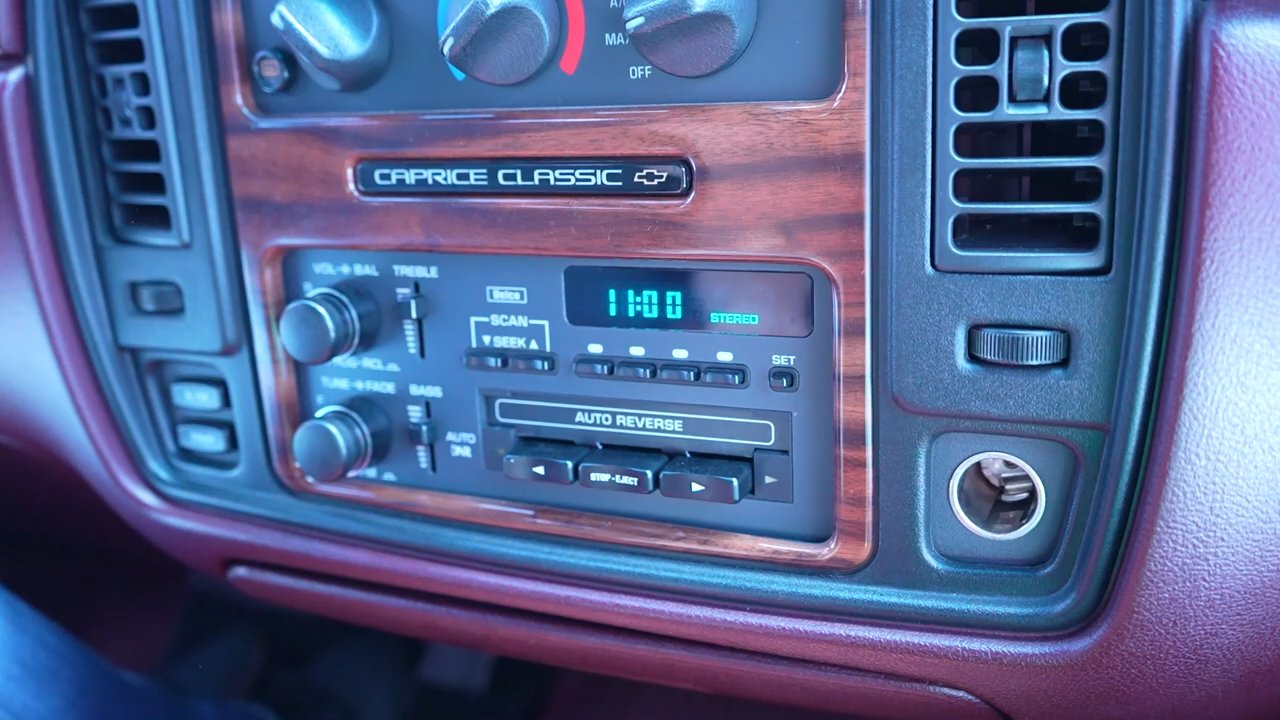 MAX
OFF
CAPRICE CLASSIC
VOL BAL
TREBLE
Delco
11:00
STEREO
SCAN
▼SEEK▲
SET
TUNE FADE
BASS
AUTO REVERSE
AUTO
STOP-EJECT